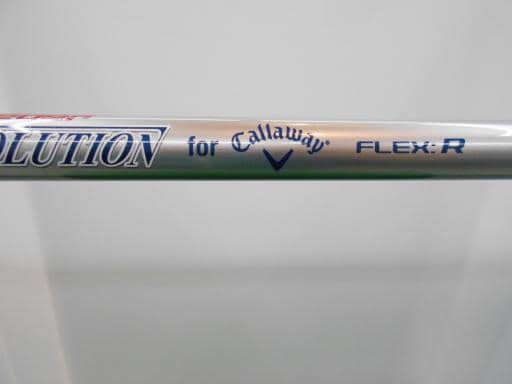 OLUTION for Callaway FLEX: R